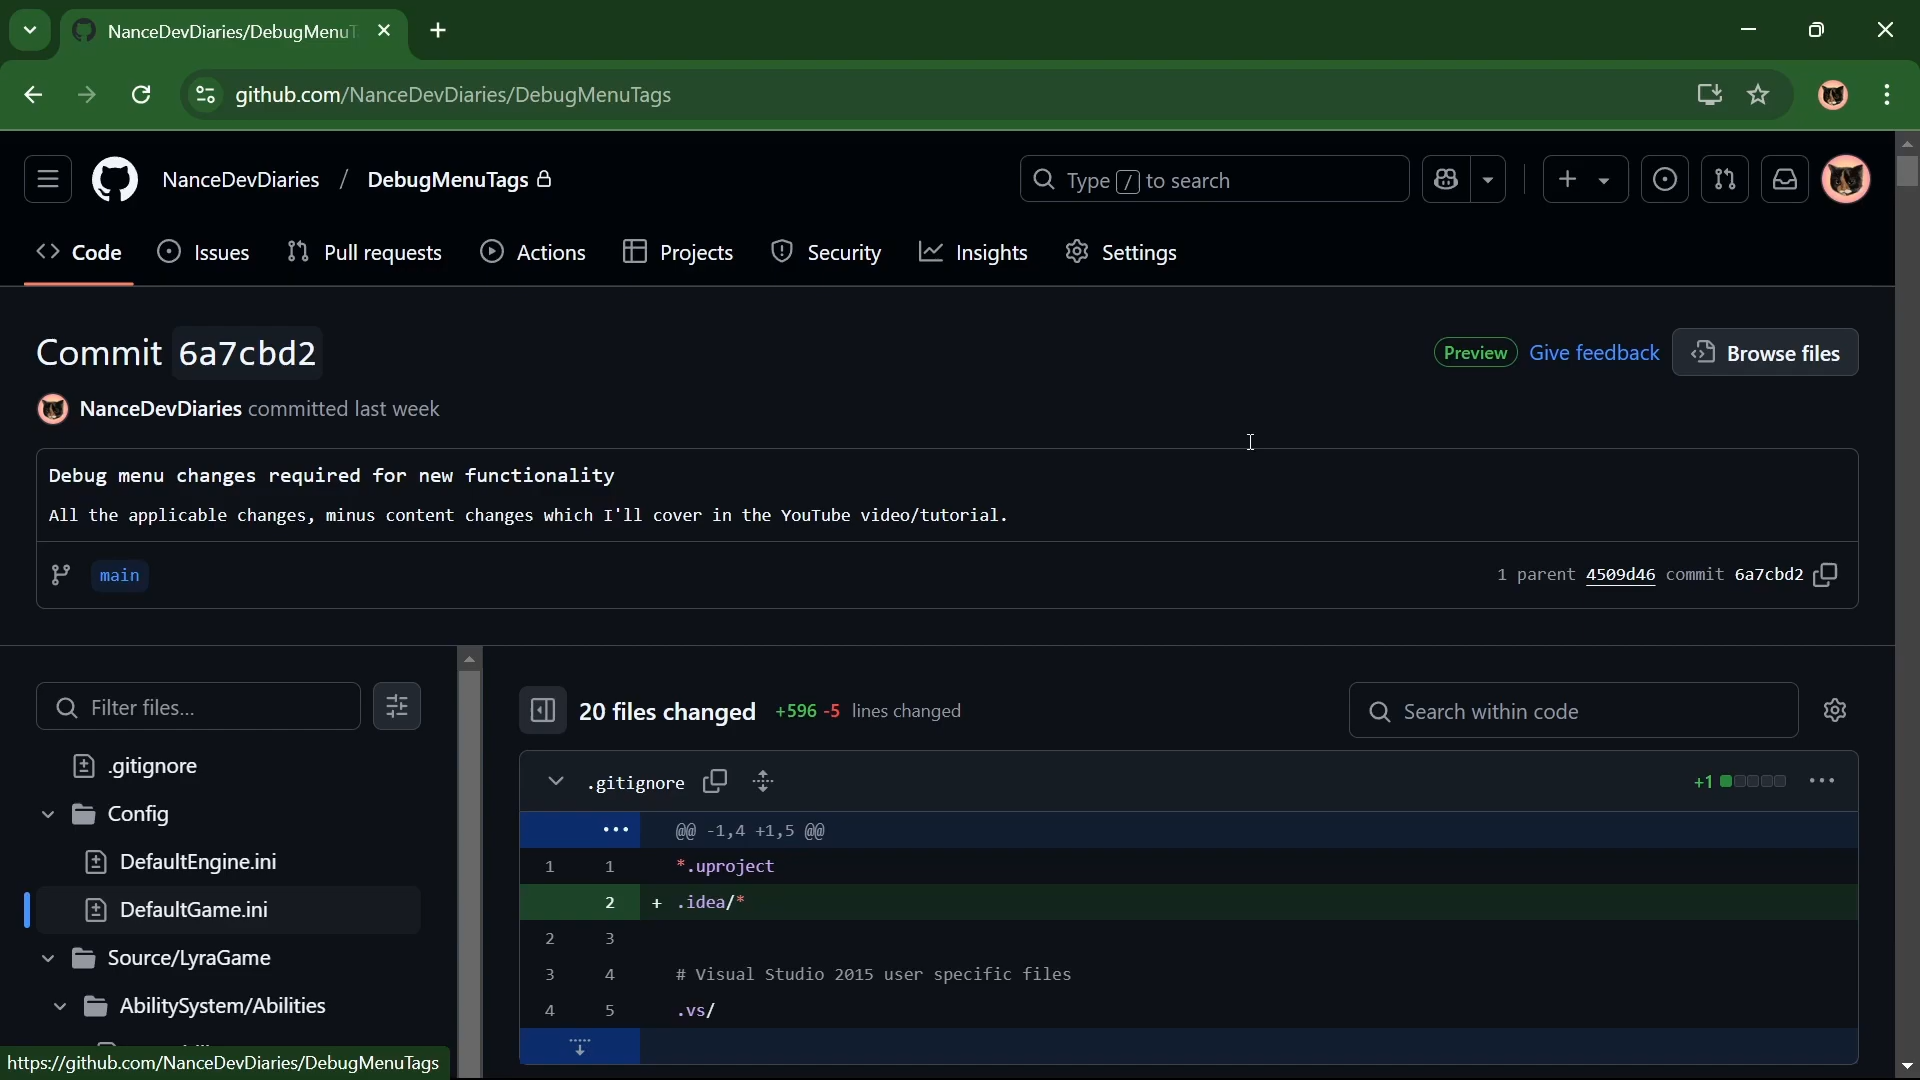 NanceDevDiaries/DebugMenuT
github.com/NanceDevDiaries/DebugMenuTags
NanceDevDiaries / DebugMenuTags
Type / to search
Code Issues Pull requests Actions Projects Security Insights Settings
Commit 6a7cbd2
Preview Give feedback Browse files
NanceDevDiaries committed last week
Debug menu changes required for new functionality
All the applicable changes, minus content changes which I'll cover in the YouTube video/tutorial.
main
1 parent 4509d46 commit 6a7cbd2
Filter files...
20 files changed +596 -5 lines changed
Search within code
.gitignore
Config
DefaultEngine.ini
DefaultGame.ini
Source/LyraGame
AbilitySystem/Abilities
.gitignore
+1
@@ -1,4 +1,5 @@
1 1 *.uproject
2 + .idea/*
2 3
3 4 # Visual Studio 2015 user specific files
4 5 .vs/
https://github.com/NanceDevDiaries/DebugMenuTags